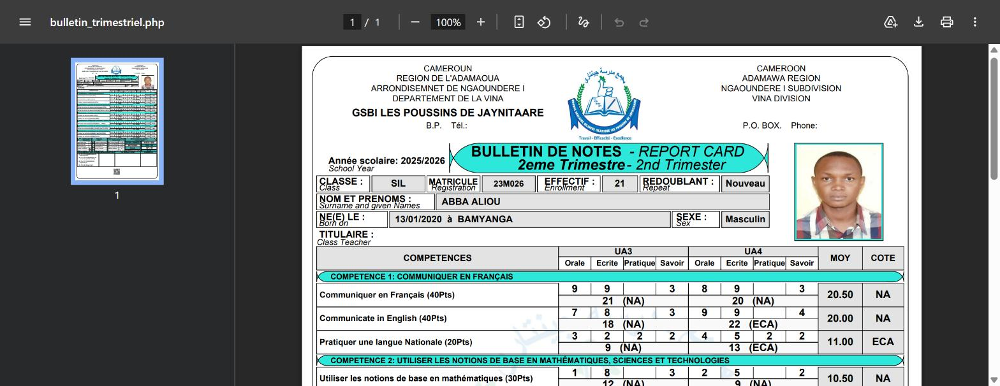 bulletin_trimestriel.php
1 / 1
100%
1
CAMEROUN
REGION DE L'ADAMAOUA
ARRONDISEMNET DE NGAOUNDERE I
DEPARTEMENT DE LA VINA
GSBI LES POUSSINS DE JAYNITAARE
B.P. Tél.:
Travail - Efficacité - Excellence
CAMEROON
ADAMAWA REGION
NGAOUNDERE I SUBDIVISION
VINA DIVISION
P.O. BOX. Phone:
Année scolaire: 2025/2026
School Year
BULLETIN DE NOTES - REPORT CARD
2eme Trimestre- 2nd Trimester
CLASSE : SIL MATRICULE 23M026 EFFECTIF : 21 REDOUBLANT : Nouveau
Class Registration Enrollment Repeat
NOM ET PRENOMS : ABBA ALIOU
Surname and given Names
NE(E) LE : 13/01/2020 à BAMYANGA SEXE : Masculin
Born on Sex
TITULAIRE :
Class Teacher
COMPETENCES UA3 UA4 MOY COTE
Orale Ecrite Pratique Savoir Orale Ecrite Pratique Savoir
COMPETENCE 1: COMMUNIQUER EN FRANÇAIS
Communiquer en Français (40Pts) 9 9 3 8 9 3 20.50 NA
21 (NA) 20 (NA)
Communicate in English (40Pts) 7 8 3 9 9 4 20.00 NA
18 (NA) 22 (ECA)
Pratiquer une langue Nationale (20Pts) 3 2 2 2 4 5 2 2 11.00 ECA
9 (NA) 13 (ECA)
COMPETENCE 2: UTILISER LES NOTIONS DE BASE EN MATHÉMATIQUES, SCIENCES ET TECHNOLOGIES
Utiliser les notions de base en mathématiques (30Pts) 1 8 3 2 5 2 10.50 NA
12 (NA) 9 (NA)